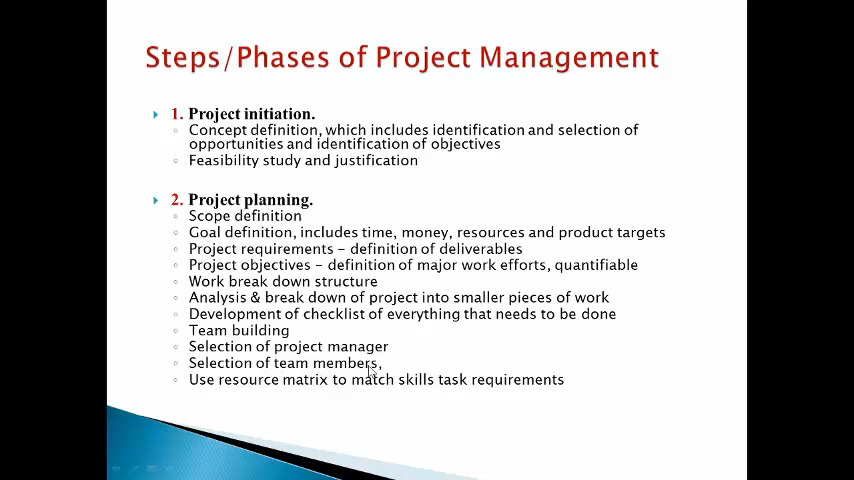 Steps/Phases of Project Management
1. Project initiation.
Concept definition, which includes identification and selection of
opportunities and identification of objectives
Feasibility study and justification
2. Project planning.
Scope definition
Goal definition, includes time, money, resources and product targets
Project requirements – definition of deliverables
Project objectives – definition of major work efforts, quantifiable
Work break down structure
Analysis & break down of project into smaller pieces of work
Development of checklist of everything that needs to be done
Team building
Selection of project manager
Selection of team members,
Use resource matrix to match skills task requirements